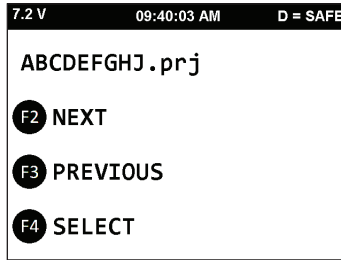 7.2 V 09:40:03 AM D = SAFE
ABCDEFGHJ.prj
F2 NEXT
F3 PREVIOUS
F4 SELECT